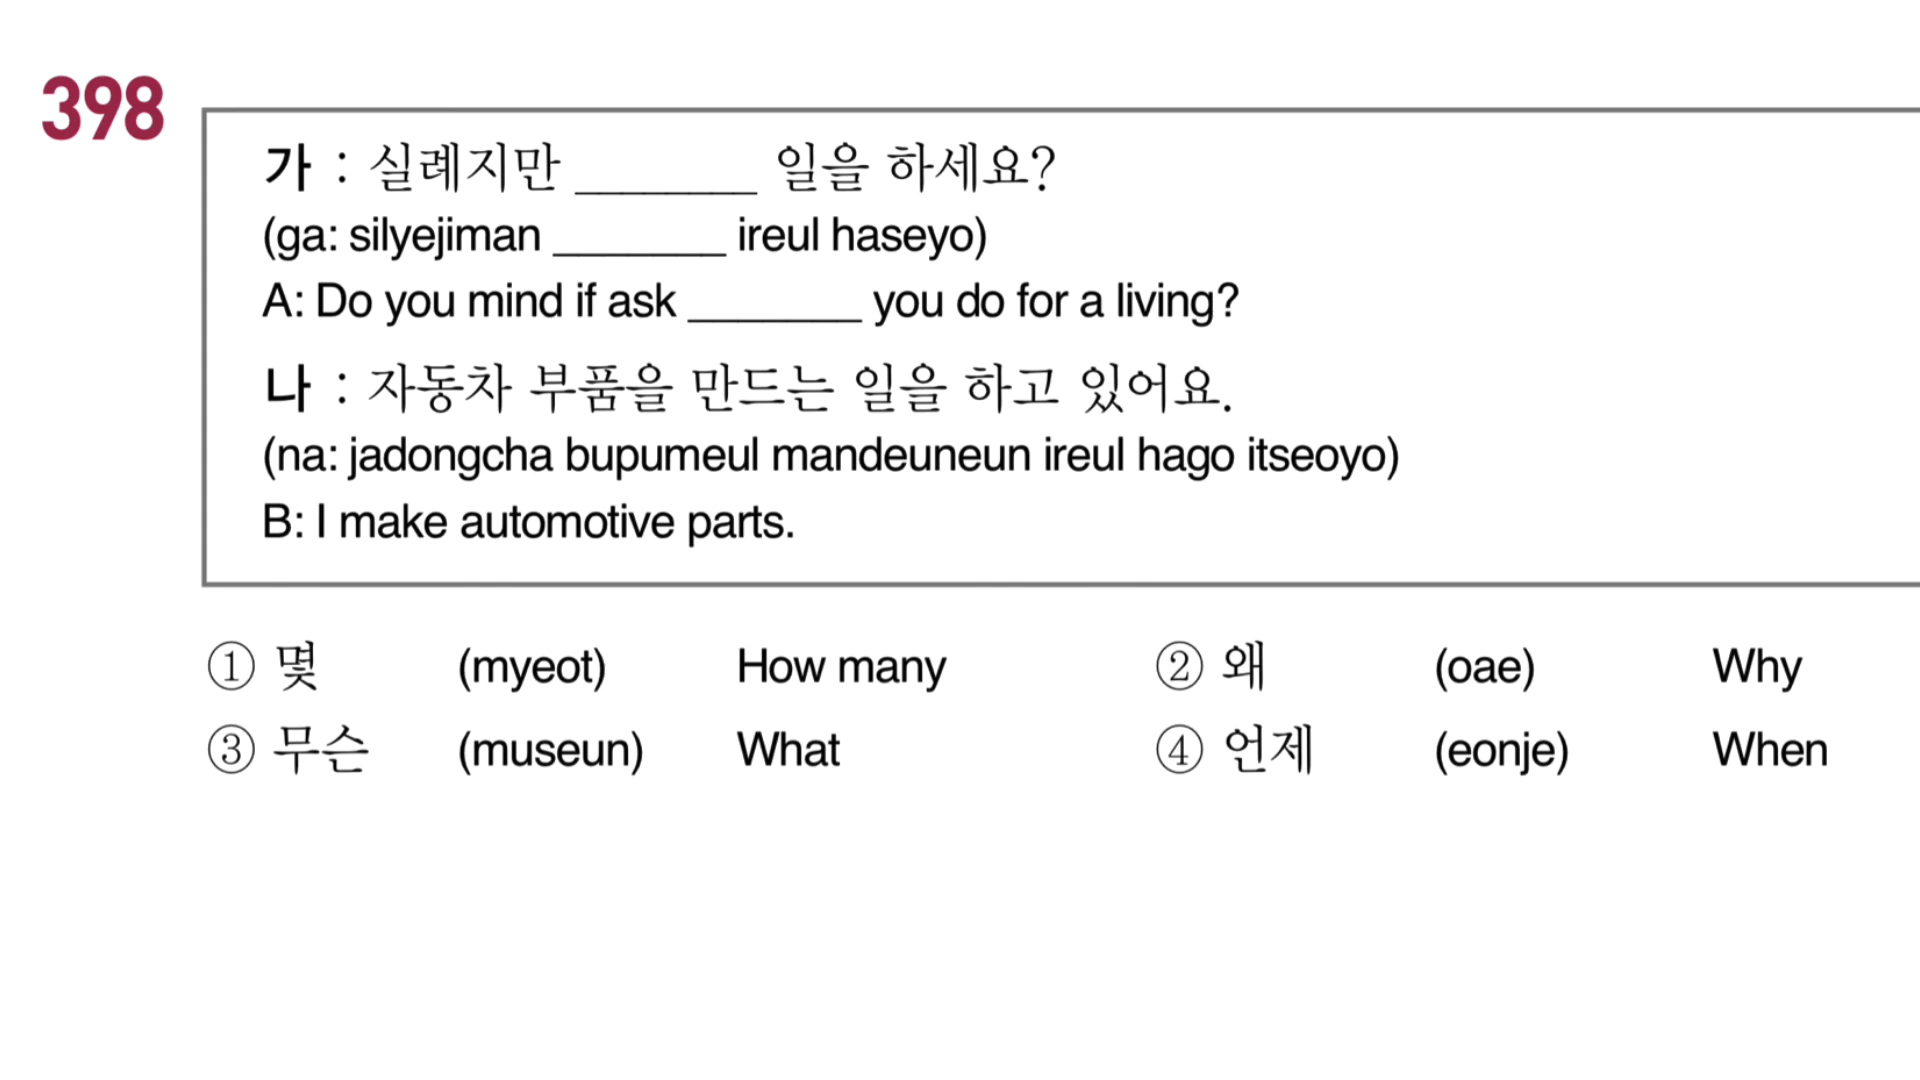 398
가 : 실례지만 ________ 일을 하세요?
(ga: silyejiman ________ ireul haseyo)
A: Do you mind if ask ________ you do for a living?
나 : 자동차 부품을 만드는 일을 하고 있어요.
(na: jadongcha bupumeul mandeuneun ireul hago itseoyo)
B: I make automotive parts.
① 몇 (myeot) How many ② 왜 (oae) Why
③ 무슨 (museun) What ④ 언제 (eonje) When